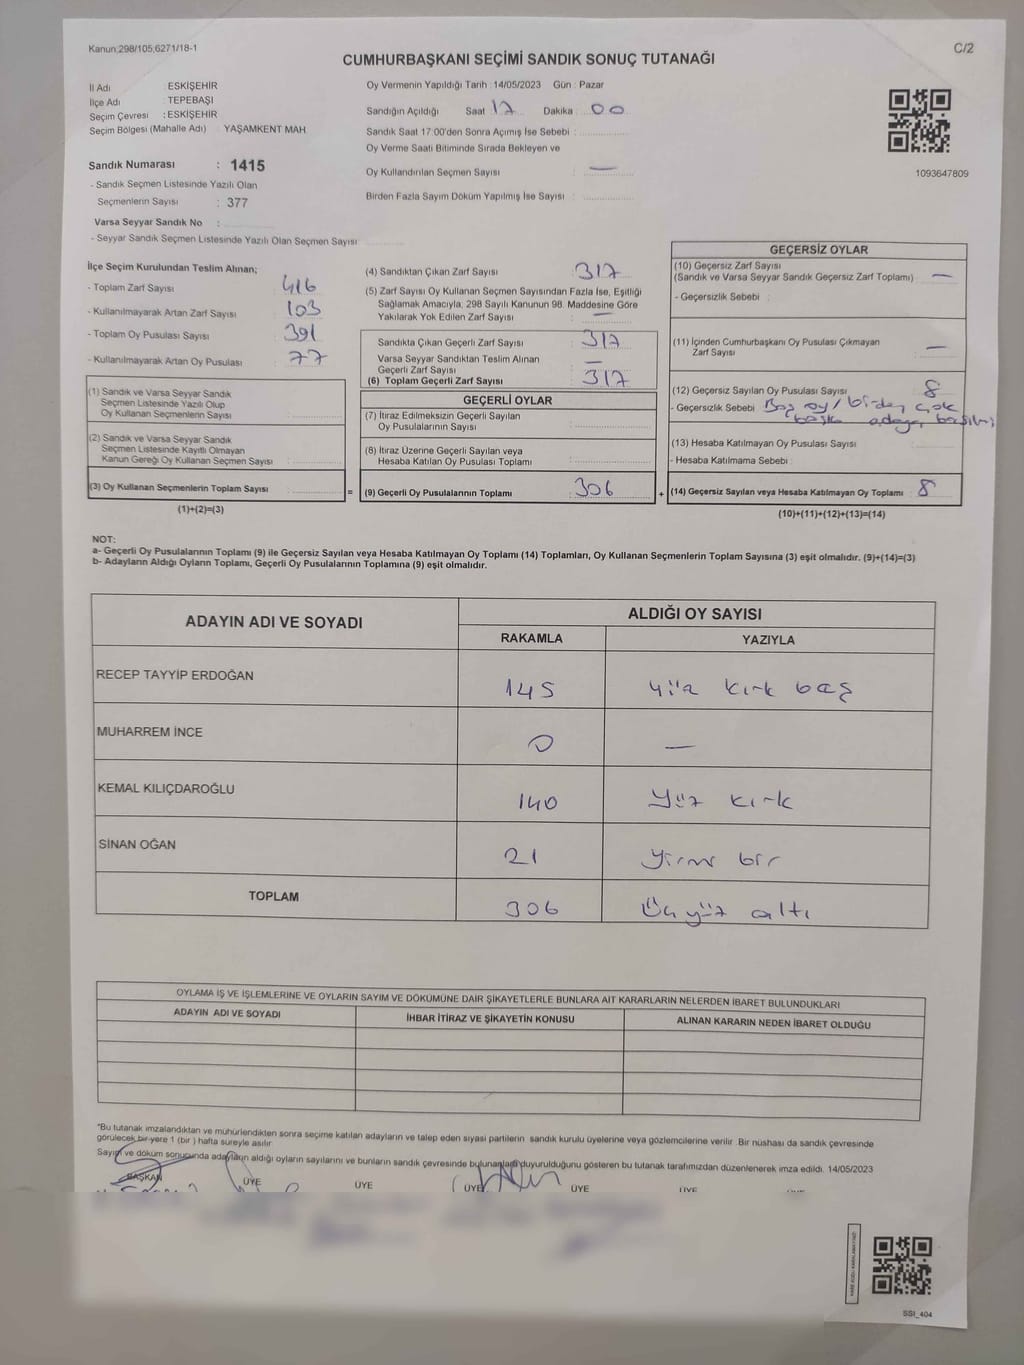 Kanun:298/105,6271/18-1
C/2
CUMHURBAŞKANI SEÇİMİ SANDIK SONUÇ TUTANAĞI
İl Adı : ESKİŞEHİR
İlçe Adı : TEPEBAŞI
Seçim Çevresi : ESKİŞEHİR
Seçim Bölgesi (Mahalle Adı) : YAŞAMKENT MAH
Sandık Numarası : 1415
- Sandık Seçmen Listesinde Yazılı Olan
Seçmenlerin Sayısı : 377
Varsa Seyyar Sandık No :
- Seyyar Sandık Seçmen Listesinde Yazılı Olan Seçmen Sayısı:
Oy Vermenin Yapıldığı Tarih : 14/05/2023 Gün : Pazar
Sandığın Açıldığı Saat 17 Dakika : 00
Sandık Saat 17:00'den Sonra Açımış İse Sebebi :
Oy Verme Saati Bitiminde Sırada Bekleyen ve
Oy Kullandırılan Seçmen Sayısı : —
Birden Fazla Sayım Döküm Yapılmış İse Sayısı :
1093647809
İlçe Seçim Kurulundan Teslim Alınan;
- Toplam Zarf Sayısı : 416
- Kullanılmayarak Artan Zarf Sayısı : 103
- Toplam Oy Pusulası Sayısı : 391
- Kullanılmayarak Artan Oy Pusulası : 77
(1) Sandık ve Varsa Seyyar Sandık
Seçmen Listesinde Yazılı Olup
Oy Kullanan Seçmenlerin Sayısı :
(2) Sandık ve Varsa Seyyar Sandık
Seçmen Listesinde Kayıtlı Olmayan
Kanun Gereği Oy Kullanan Seçmen Sayısı :
(3) Oy Kullanan Seçmenlerin Toplam Sayısı :
(1)+(2)=(3)
(4) Sandıktan Çıkan Zarf Sayısı : 317
(5) Zarf Sayısı Oy Kullanan Seçmen Sayısından Fazla İse, Eşitliği
Sağlamak Amacıyla, 298 Sayılı Kanunun 98. Maddesine Göre
Yakılarak Yok Edilen Zarf Sayısı : —
Sandıkta Çıkan Geçerli Zarf Sayısı : 317
Varsa Seyyar Sandıktan Teslim Alınan
Geçerli Zarf Sayısı : —
(6) Toplam Geçerli Zarf Sayısı : 317
GEÇERLİ OYLAR
(7) İtiraz Edilmeksizin Geçerli Sayılan
Oy Pusulalarının Sayısı :
(8) İtiraz Üzerine Geçerli Sayılan veya
Hesaba Katılan Oy Pusulası Toplamı :
= (9) Geçerli Oy Pusulalarının Toplamı : 306
GEÇERSİZ OYLAR
(10) Geçersiz Zarf Sayısı
(Sandık ve Varsa Seyyar Sandık Geçersiz Zarf Toplamı) : —
- Geçersizlik Sebebi :
(11) İçinden Cumhurbaşkanı Oy Pusulası Çıkmayan
Zarf Sayısı : —
(12) Geçersiz Sayılan Oy Pusulası Sayısı : 8
- Geçersizlik Sebebi Boş oy / birden çok
adaya
(13) Hesaba Katılmayan Oy Pusulası Sayısı :
- Hesaba Katılmama Sebebi :
+ (14) Geçersiz Sayılan veya Hesaba Katılmayan Oy Toplamı : 8
(10)+(11)+(12)+(13)=(14)
NOT:
a- Geçerli Oy Pusulalarının Toplamı (9) ile Geçersiz Sayılan veya Hesaba Katılmayan Oy Toplamı (14) Toplamları, Oy Kullanan Seçmenlerin Toplam Sayısına (3) eşit olmalıdır. (9)+(14)=(3)
b- Adayların Aldığı Oyların Toplamı, Geçerli Oy Pusulalarının Toplamına (9) eşit olmalıdır.
ADAYIN ADI VE SOYADI
ALDIĞI OY SAYISI
RAKAMLA YAZIYLA
RECEP TAYYİP ERDOĞAN 145 yüz kırk beş
MUHARREM İNCE 0 —
KEMAL KILIÇDAROĞLU 140 Yüz kırk
SİNAN OĞAN 21 yirmi bir
TOPLAM 306 Üç yüz altı
OYLAMA İŞ VE İŞLEMLERİNE VE OYLARIN SAYIM VE DÖKÜMÜNE DAİR ŞİKAYETLERLE BUNLARA AİT KARARLARIN NELERDEN İBARET BULUNDUKLARI
ADAYIN ADI VE SOYADI İHBAR İTİRAZ VE ŞİKAYETİN KONUSU ALINAN KARARIN NEDEN İBARET OLDUĞU
"Bu tutanak imzalandıktan ve mühürlendikten sonra seçime katılan adayların ve talep eden siyasi partilerin sandık kurulu üyelerine veya gözlemcilerine verilir. Bir nüshası da sandık çevresinde
görülecek bir yere 1 (bir ) hafta süreyle asılır.
Sayım ve döküm sonucunda adayların aldığı oyların sayılarını ve bunların sandık çevresinde bulunanlara duyurulduğunu gösteren bu tutanak tarafımızdan düzenlenerek imza edildi. 14/05/2023
BAŞKAN ÜYE ÜYE ÜYE ÜYE ÜYE
SSI_404